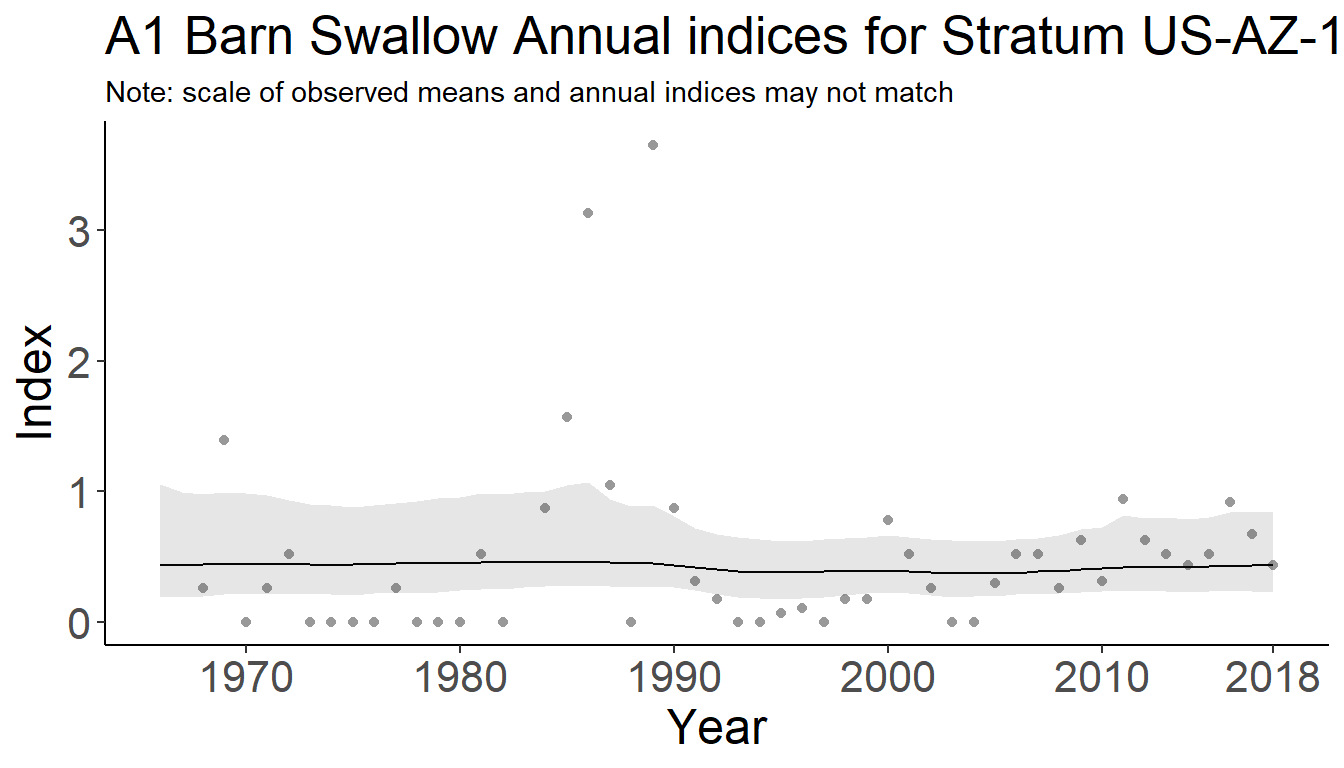 A1 Barn Swallow Annual indices for Stratum US-AZ-1
Note: scale of observed means and annual indices may not match
3
2
1
0
Index
1970 1980 1990 2000 2010 2018
Year